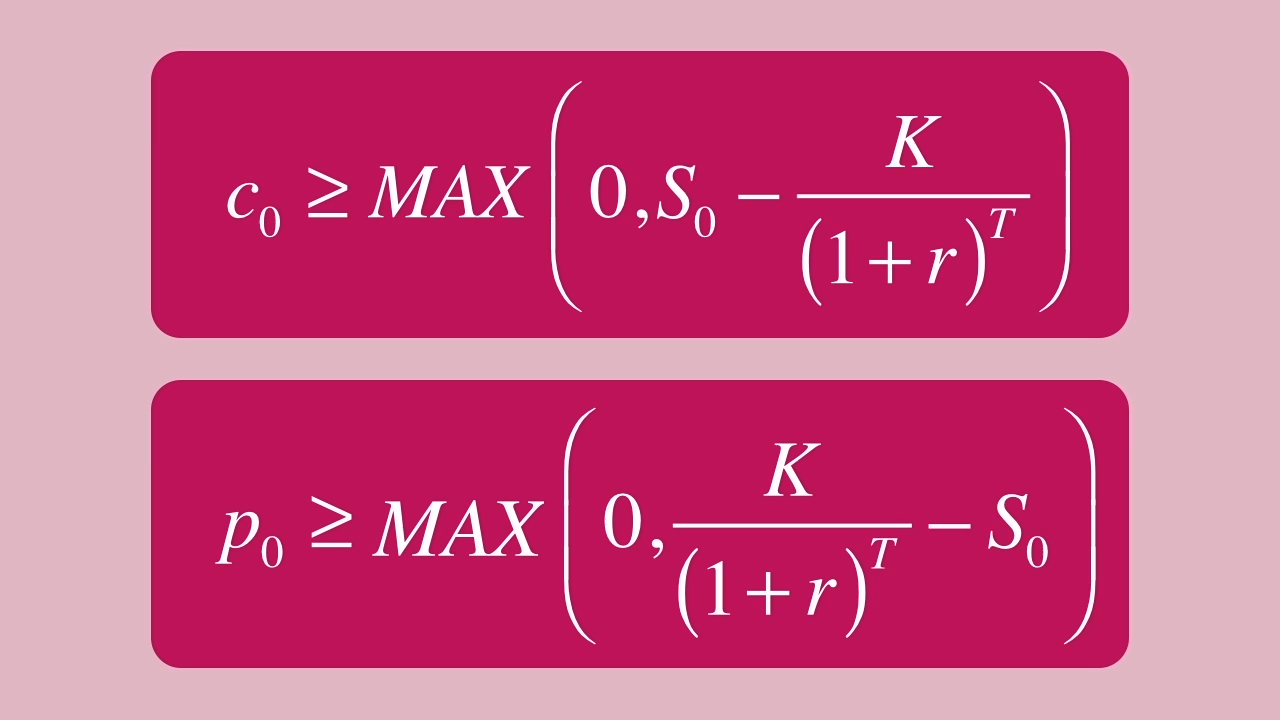 c₀ ≥ MAX(0, S₀ − K/(1 + r)ᵀ)
p₀ ≥ MAX(0, K/(1 + r)ᵀ − S₀)